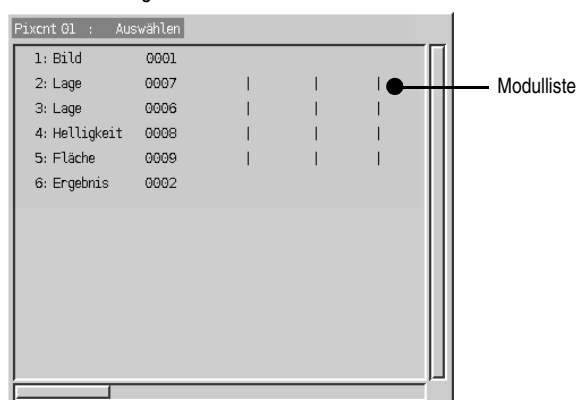 Pixcnt 01 : Auswählen
1: Bild 0001
2: Lage 0007 | | |
3: Lage 0006 | | |
4: Helligkeit 0008 | | |
5: Fläche 0009 | | |
6: Ergebnis 0002
Modulliste